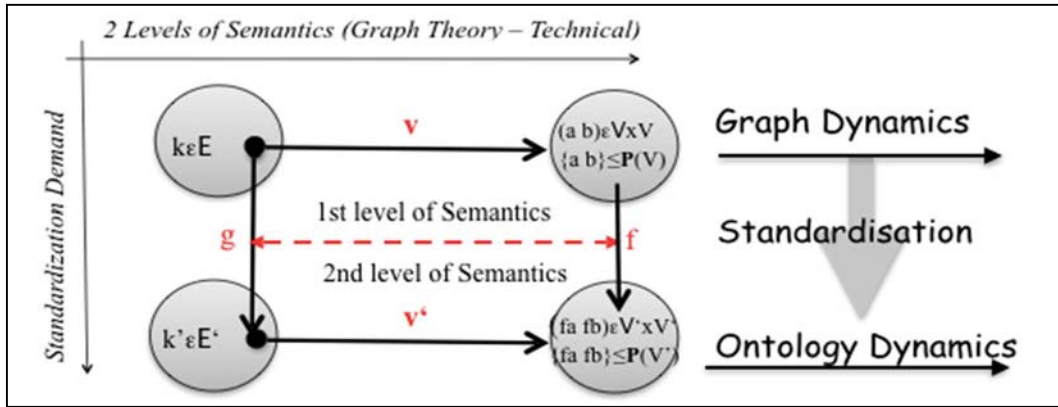 2 Levels of Semantics (Graph Theory – Technical)
Standardization Demand
kεE
v
(a b)εVxV
{a b}≤P(V)
Graph Dynamics
1st level of Semantics
g
f
Standardisation
2nd level of Semantics
k'εE‘
v‘
(fa fb)εV‘xV‘
{fa fb}≤P(V‘)
Ontology Dynamics